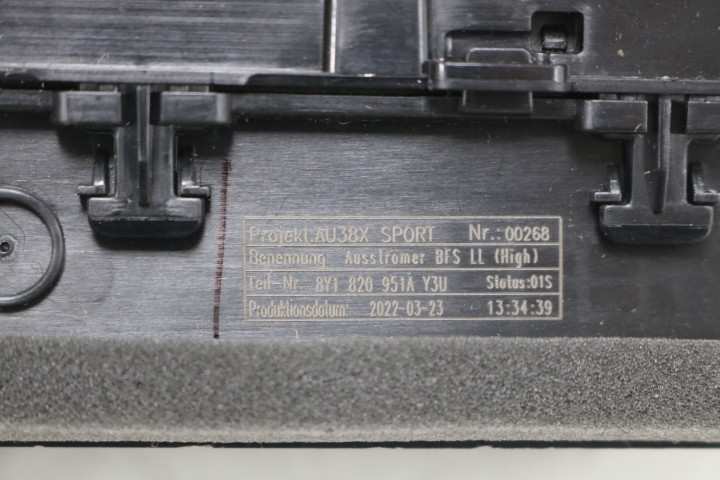 Projekt:AU38X SPORT Nr.:00268
Benennung: Ausströmer BFS LL (High)
Teil-Nr. 8Y1 820 951A Y3U Status:01S
Produktionsdatum: 2022-03-23 13:34:39